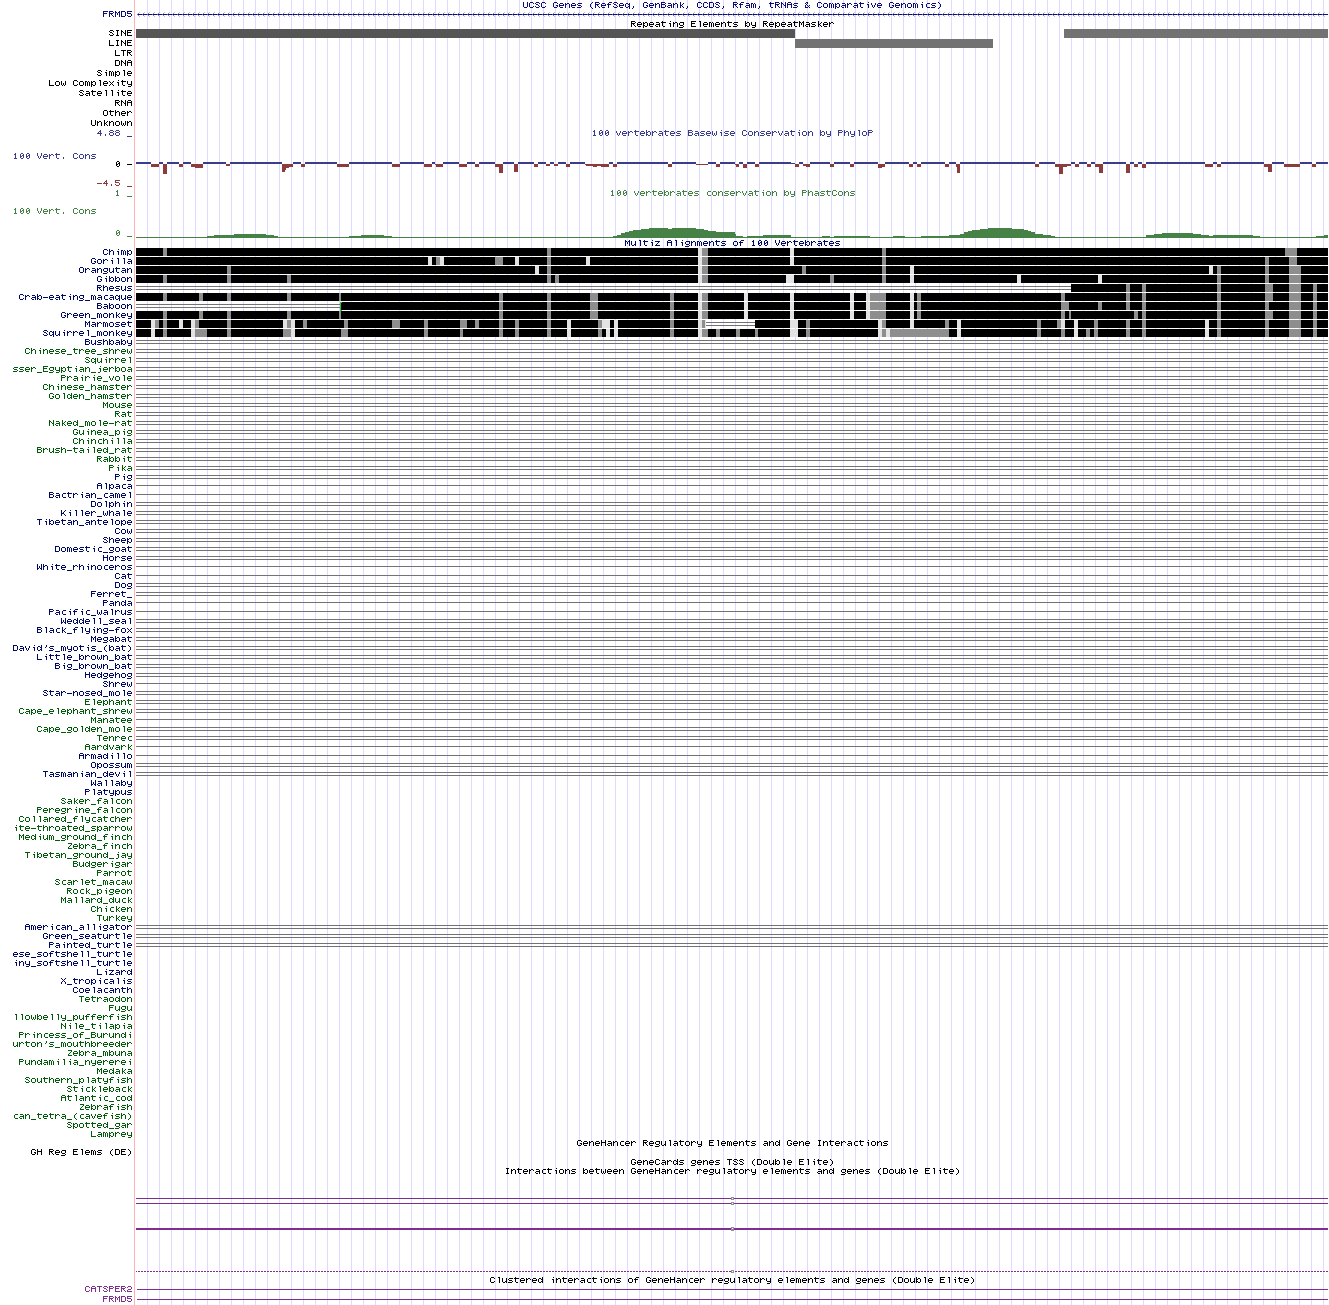 UCSC Genes (RefSeq, GenBank, CCDS, Rfam, tRNAs & Comparative Genomics)
FRMD5
Repeating Elements by RepeatMasker
SINE
LINE
LTR
DNA
Simple
Low Complexity
Satellite
RNA
Other
Unknown
4.88 _
100 vertebrates Basewise Conservation by PhyloP
100 Vert. Cons
0 _
-4.5 _
1 _
100 vertebrates conservation by PhastCons
100 Vert. Cons
0 _
Multiz Alignments of 100 Vertebrates
Chimp
Gorilla
Orangutan
Gibbon
Rhesus
Crab-eating_macaque
Baboon
Green_monkey
Marmoset
Squirrel_monkey
Bushbaby
Chinese_tree_shrew
Squirrel
sser_Egyptian_jerboa
Prairie_vole
Chinese_hamster
Golden_hamster
Mouse
Rat
Naked_mole-rat
Guinea_pig
Chinchilla
Brush-tailed_rat
Rabbit
Pika
Pig
Alpaca
Bactrian_camel
Dolphin
Killer_whale
Tibetan_antelope
Cow
Sheep
Domestic_goat
Horse
White_rhinoceros
Cat
Dog
Ferret_
Panda
Pacific_walrus
Weddell_seal
Black_flying-fox
Megabat
David's_myotis_(bat)
Little_brown_bat
Big_brown_bat
Hedgehog
Shrew
Star-nosed_mole
Elephant
Cape_elephant_shrew
Manatee
Cape_golden_mole
Tenrec
Aardvark
Armadillo
Opossum
Tasmanian_devil
Wallaby
Platypus
Saker_falcon
Peregrine_falcon
Collared_flycatcher
ite-throated_sparrow
Medium_ground_finch
Zebra_finch
Tibetan_ground_jay
Budgerigar
Parrot
Scarlet_macaw
Rock_pigeon
Mallard_duck
Chicken
Turkey
American_alligator
Green_seaturtle
Painted_turtle
ese_softshell_turtle
iny_softshell_turtle
Lizard
X_tropicalis
Coelacanth
Tetraodon
Fugu
llowbelly_pufferfish
Nile_tilapia
Princess_of_Burundi
urton's_mouthbreeder
Zebra_mbuna
Pundamilia_nyererei
Medaka
Southern_platyfish
Stickleback
Atlantic_cod
Zebrafish
can_tetra_(cavefish)
Spotted_gar
Lamprey
GeneHancer Regulatory Elements and Gene Interactions
GH Reg Elems (DE)
GeneCards genes TSS (Double Elite)
Interactions between GeneHancer regulatory elements and genes (Double Elite)
Clustered interactions of GeneHancer regulatory elements and genes (Double Elite)
CATSPER2
FRMD5